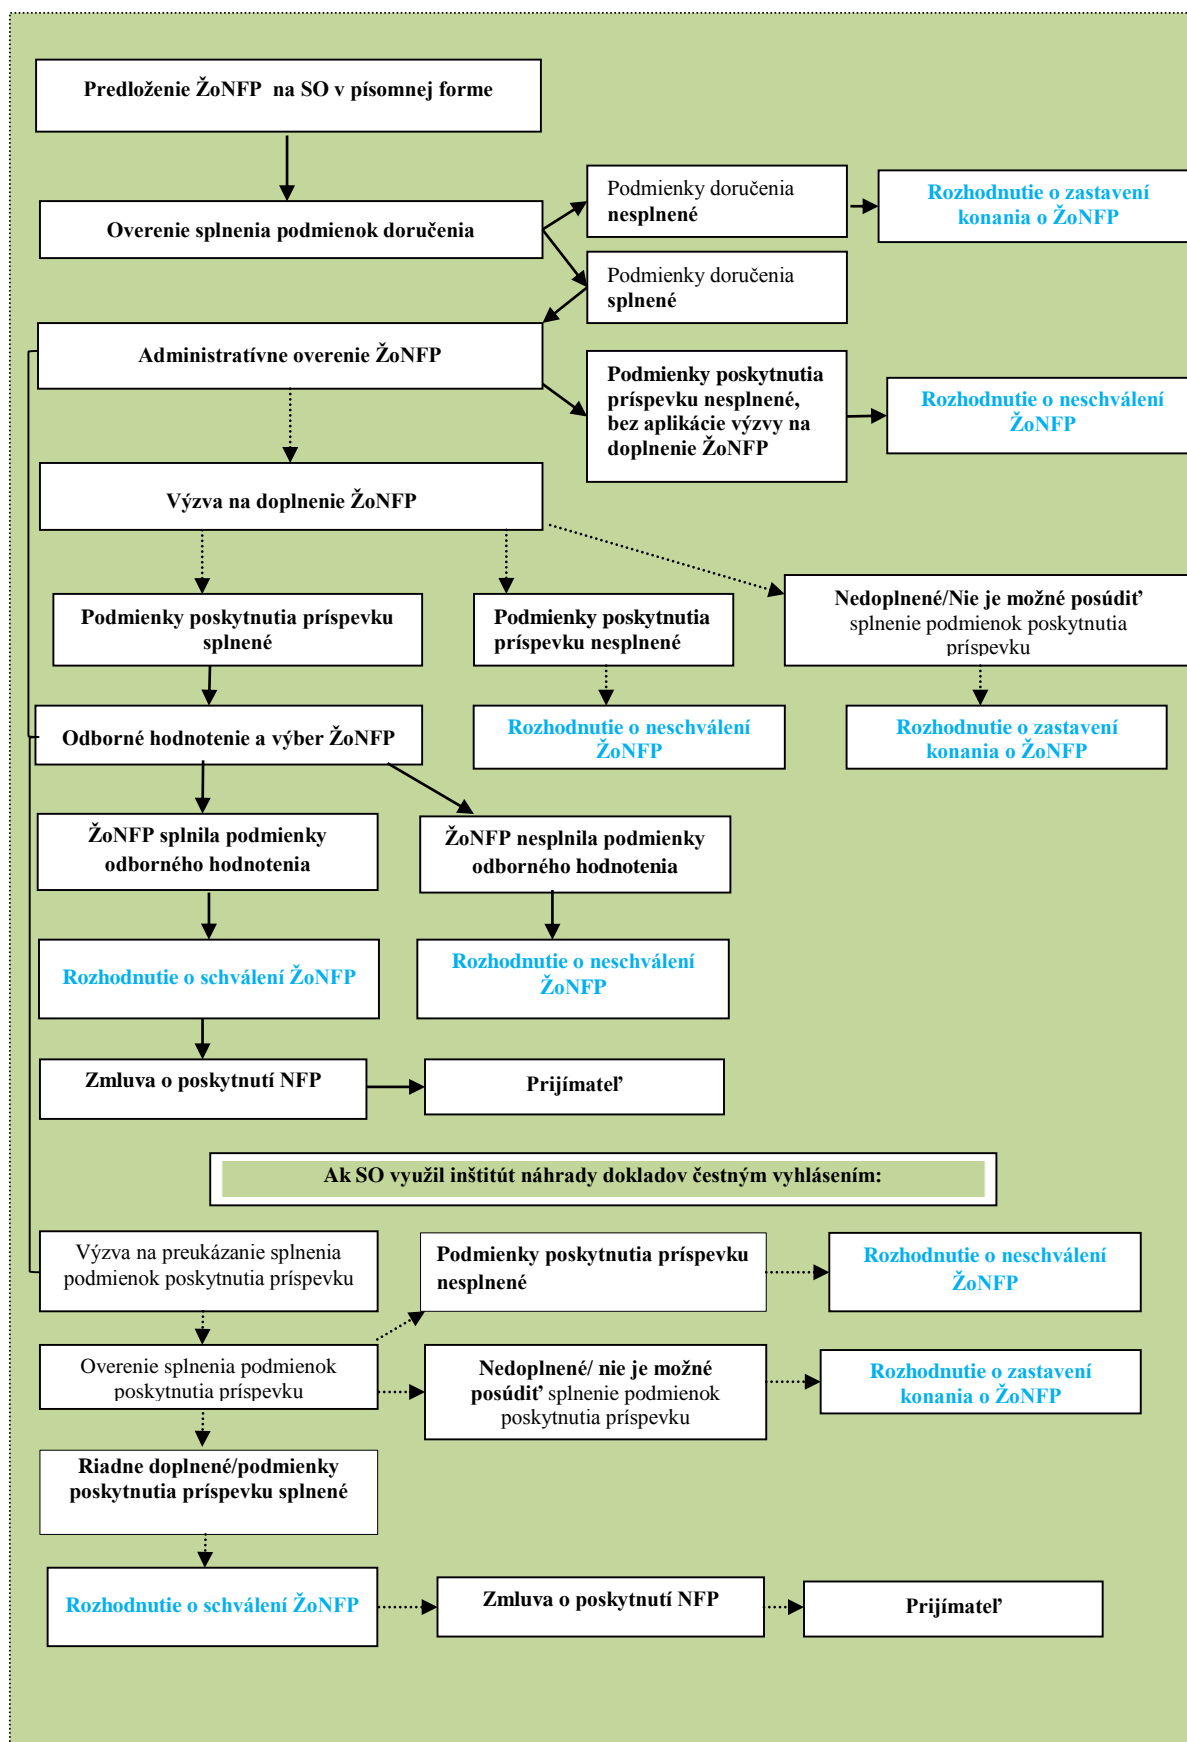 Predloženie ŽoNFP na SO v písomnej forme
Podmienky doručenia
nesplnené
Rozhodnutie o zastavení
konania o ŽoNFP
Overenie splnenia podmienok doručenia
Podmienky doručenia
splnené
Administratívne overenie ŽoNFP
Podmienky poskytnutia
príspevku nesplnené,
bez aplikácie výzvy na
doplnenie ŽoNFP
Rozhodnutie o neschválení
ŽoNFP
Výzva na doplnenie ŽoNFP
Podmienky poskytnutia príspevku
splnené
Podmienky poskytnutia
príspevku nesplnené
Nedoplnené/Nie je možné posúdiť
splnenie podmienok poskytnutia
príspevku
Odborné hodnotenie a výber ŽoNFP
Rozhodnutie o neschválení
ŽoNFP
Rozhodnutie o zastavení
konania o ŽoNFP
ŽoNFP splnila podmienky
odborného hodnotenia
ŽoNFP nesplnila podmienky
odborného hodnotenia
Rozhodnutie o schválení ŽoNFP
Rozhodnutie o neschválení
ŽoNFP
Zmluva o poskytnutí NFP
Prijímateľ
Ak SO využil inštitút náhrady dokladov čestným vyhlásením:
Výzva na preukázanie splnenia
podmienok poskytnutia príspevku
Podmienky poskytnutia príspevku
nesplnené
Rozhodnutie o neschválení
ŽoNFP
Overenie splnenia podmienok
poskytnutia príspevku
Nedoplnené/ nie je možné
posúdiť splnenie podmienok
poskytnutia príspevku
Rozhodnutie o zastavení
konania o ŽoNFP
Riadne doplnené/podmienky
poskytnutia príspevku splnené
Rozhodnutie o schválení ŽoNFP
Zmluva o poskytnutí NFP
Prijímateľ